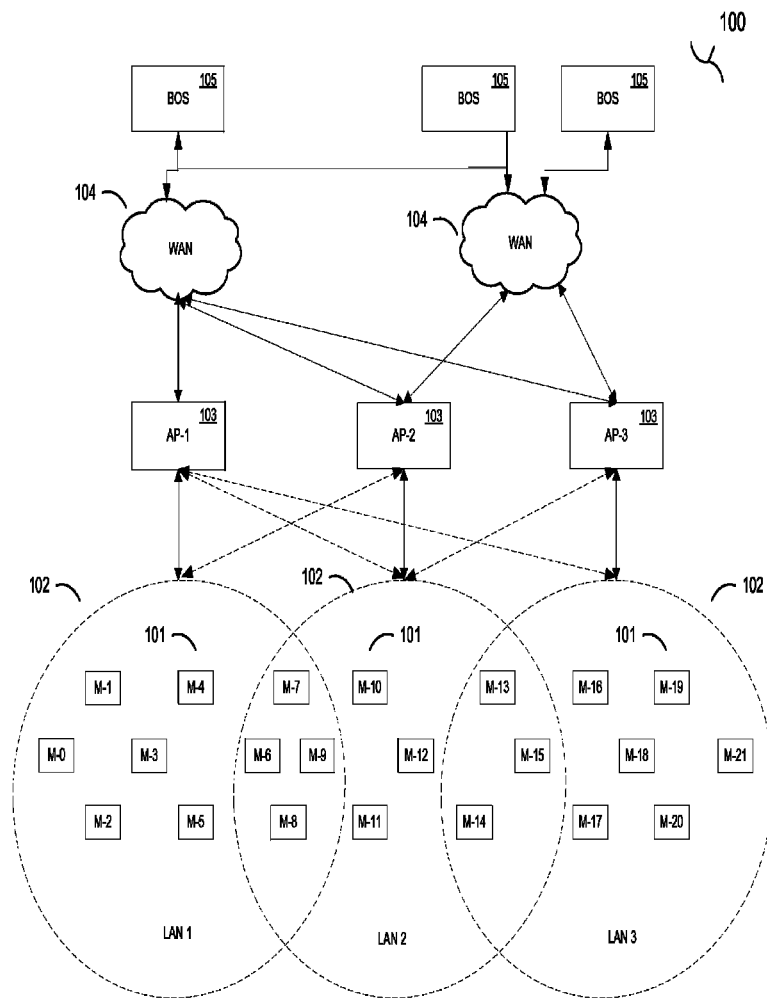 100
105
BOS
105
BOS
105
BOS
104
WAN
104
WAN
103
AP-1
103
AP-2
103
AP-3
102
102
102
101
101
101
M-1
M-4
M-7
M-10
M-13
M-16
M-19
M-0
M-3
M-6
M-9
M-12
M-15
M-18
M-21
M-2
M-5
M-8
M-11
M-14
M-17
M-20
LAN 1
LAN 2
LAN 3